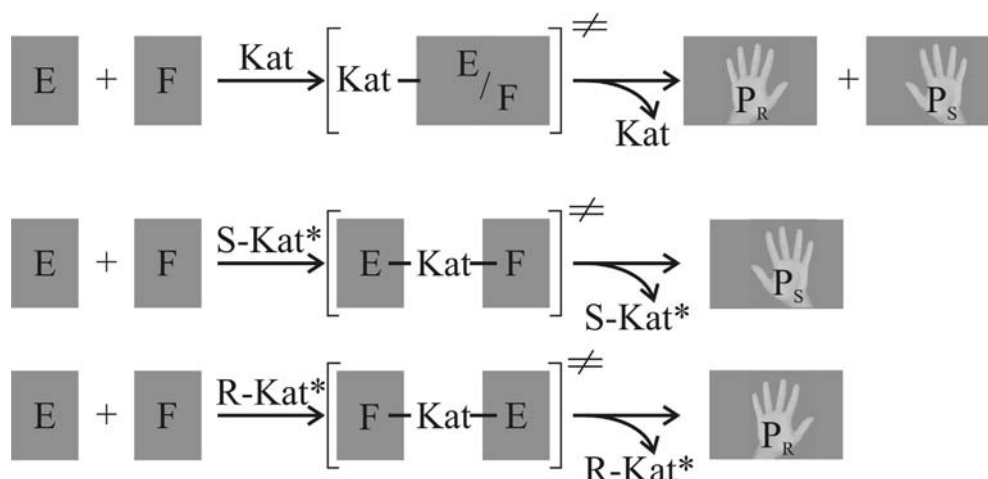 E + F Kat [Kat – E / F]≠ Kat P_R + P_S
E + F S-Kat* [E – Kat – F]≠ S-Kat* P_S
E + F R-Kat* [F – Kat – E]≠ R-Kat* P_R